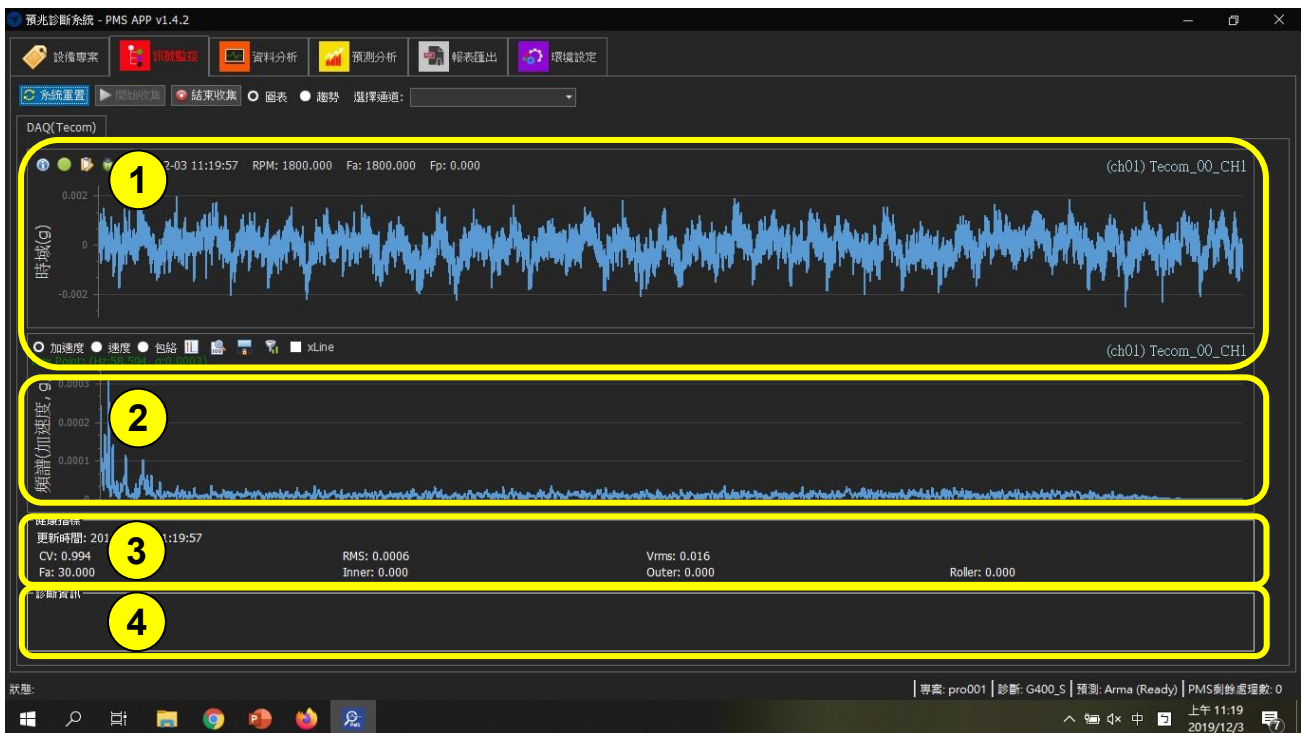 預兆診斷系統 - PMS APP v1.4.2
設備專案 訊號監控 資料分析 預測分析 報表匯出 環境設定
系統重置 開始收集 結束收集 圖表 趨勢 選擇通道:
DAQ(Tecom)
2-03 11:19:57 RPM: 1800.000 Fa: 1800.000 Fp: 0.000 (ch01) Tecom_00_CH1
1
0.002
時域(g)
0
-0.002
加速度 速度 包絡 xLine (ch01) Tecom_00_CH1
Point: (Hz:58.594, g:0.0003)
0.0003
頻譜(加速度, g
2
0.0002
0.0001
0
健康指標
更新時間: 201 1:19:57
3
CV: 0.994 RMS: 0.0006 Vrms: 0.016
Fa: 30.000 Inner: 0.000 Outer: 0.000 Roller: 0.000
診斷資訊
4
狀態: 專案: pro001 診斷: G400_S 預測: Arma (Ready) PMS剩餘處理數: 0
中 上午 11:19
2019/12/3 7